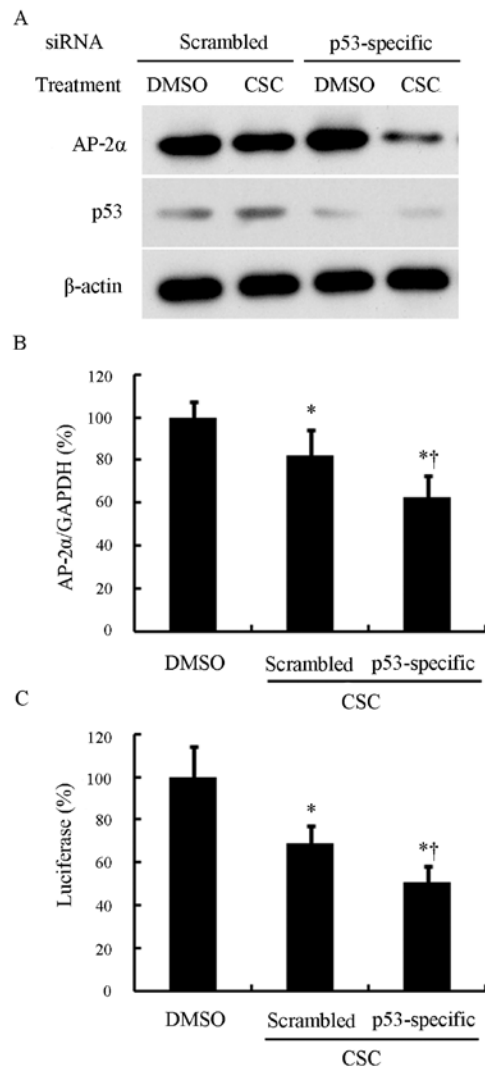 A
siRNA Scrambled p53-specific
Treatment DMSO CSC DMSO CSC
AP-2α
p53
β-actin
B
120
100
80
60
40
20
0
AP-2α/GAPDH (%)
*
*†
DMSO Scrambled p53-specific
CSC
C
120
100
80
60
40
20
0
Luciferase (%)
*
*†
DMSO Scrambled p53-specific
CSC